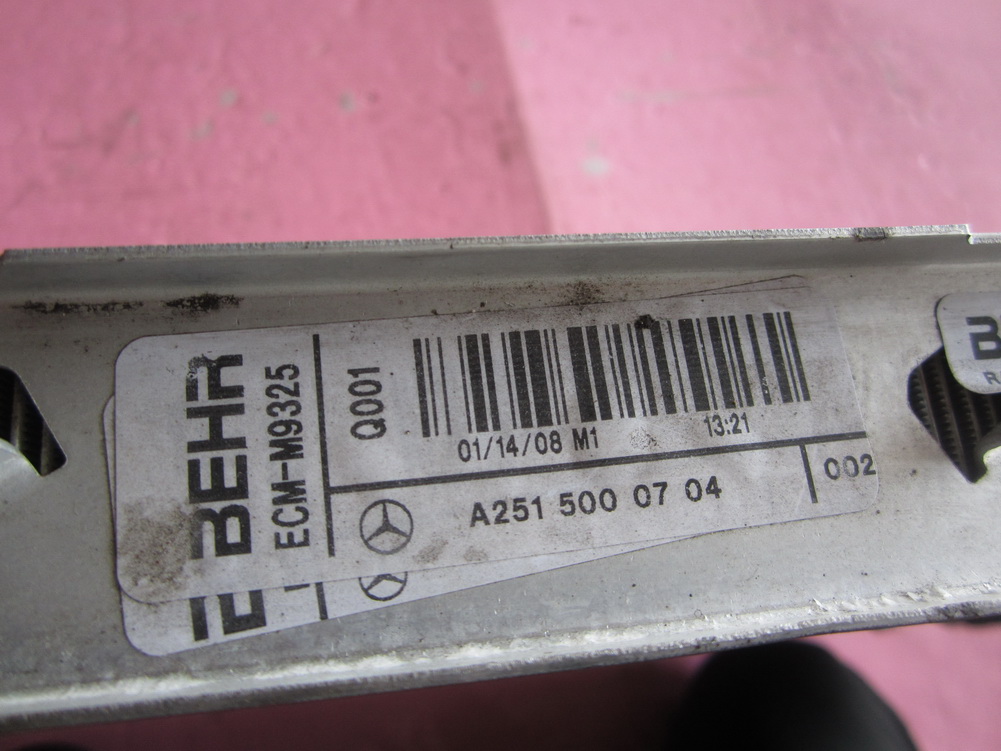 BEHR
ECM-M9325
Q001
01/14/08 M1
13:21
A251 500 07 04
002